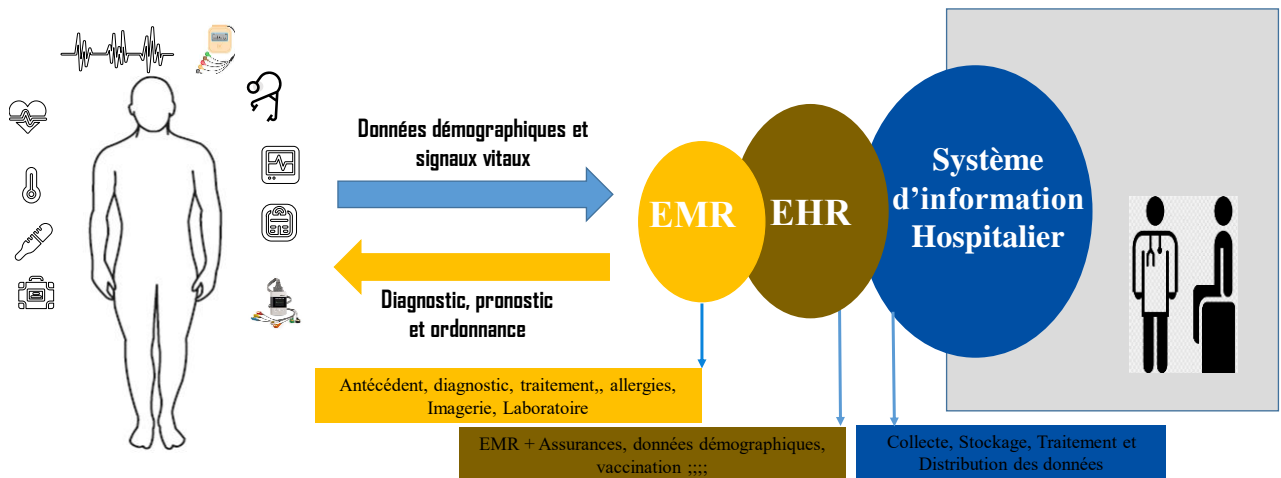 Données démographiques et
signaux vitaux
Diagnostic, pronostic
et ordonnance
EMR
EHR
Système
d’information
Hospitalier
Antécédent, diagnostic, traitement,, allergies,
Imagerie, Laboratoire
EMR + Assurances, données démographiques,
vaccination ;;;;
Collecte, Stockage, Traitement et
Distribution des données